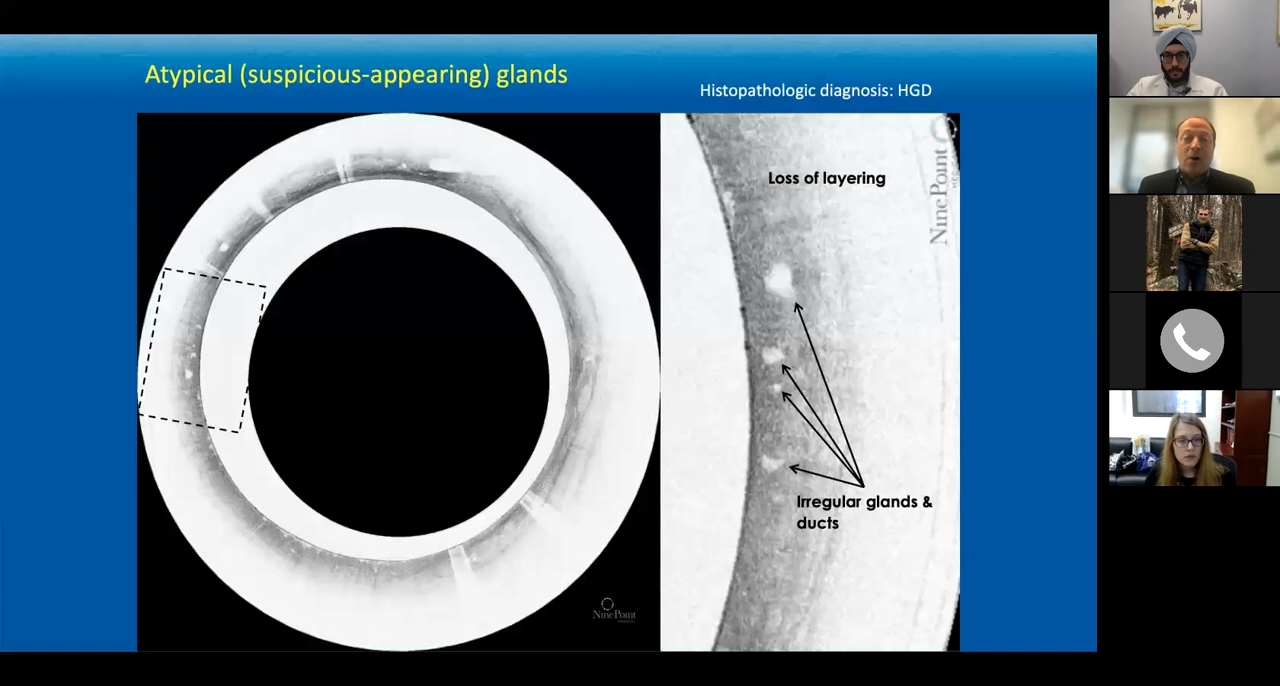 Atypical (suspicious-appearing) glands
Histopathologic diagnosis: HGD
Loss of layering
NinePoint
Irregular glands &
ducts
NinePoint